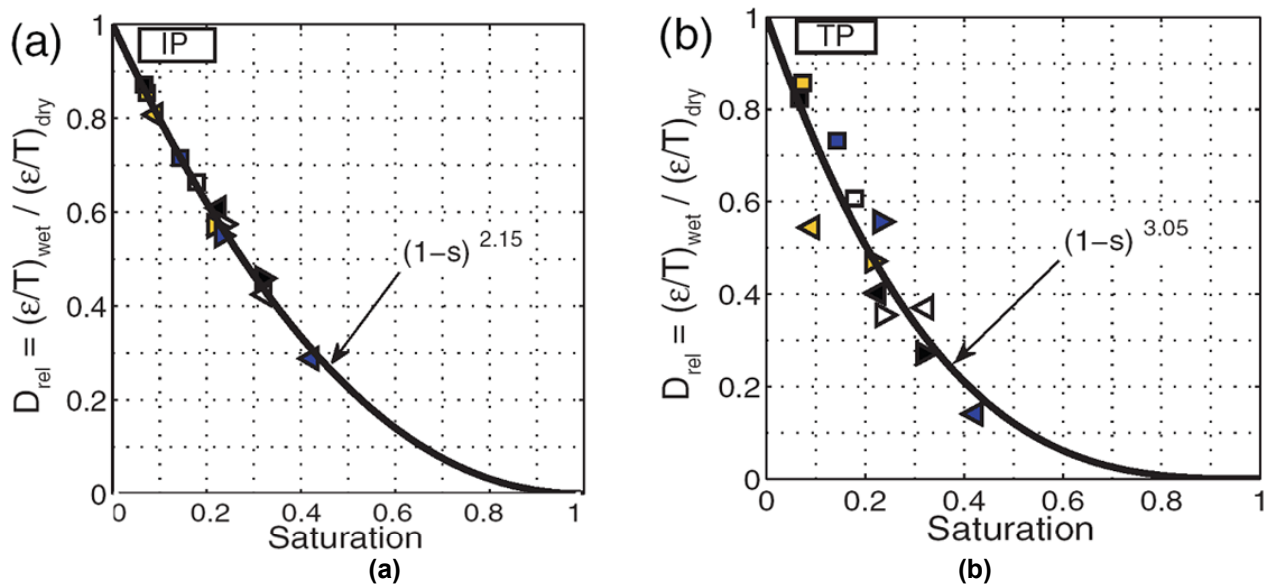 (a)
IP
1
0.8
0.6
0.4
0.2
0
D_rel = (ε/T)_wet / (ε/T)_dry
(1−s) 2.15
0 0.2 0.4 0.6 0.8 1
Saturation
(a)
(b)
TP
1
0.8
0.6
0.4
0.2
0
D_rel = (ε/T)_wet / (ε/T)_dry
(1−s) 3.05
0 0.2 0.4 0.6 0.8 1
Saturation
(b)